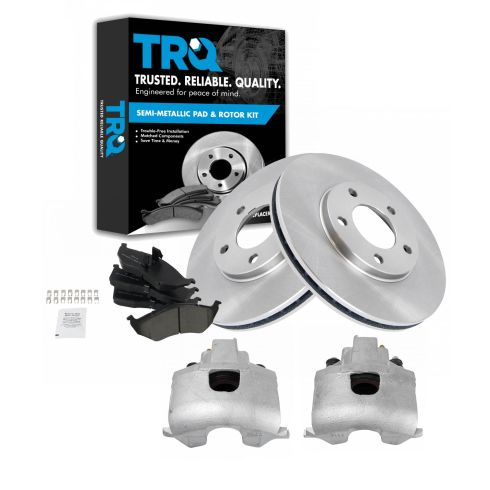 TRQ
TRUSTED. RELIABLE. QUALITY.
Engineered for peace of mind.
SEMI-METALLIC PAD & ROTOR KIT
• Trouble-Free Installation
• Matched Components
• Save Time & Money
TRQ
TRUSTED RELIABLE QUALITY